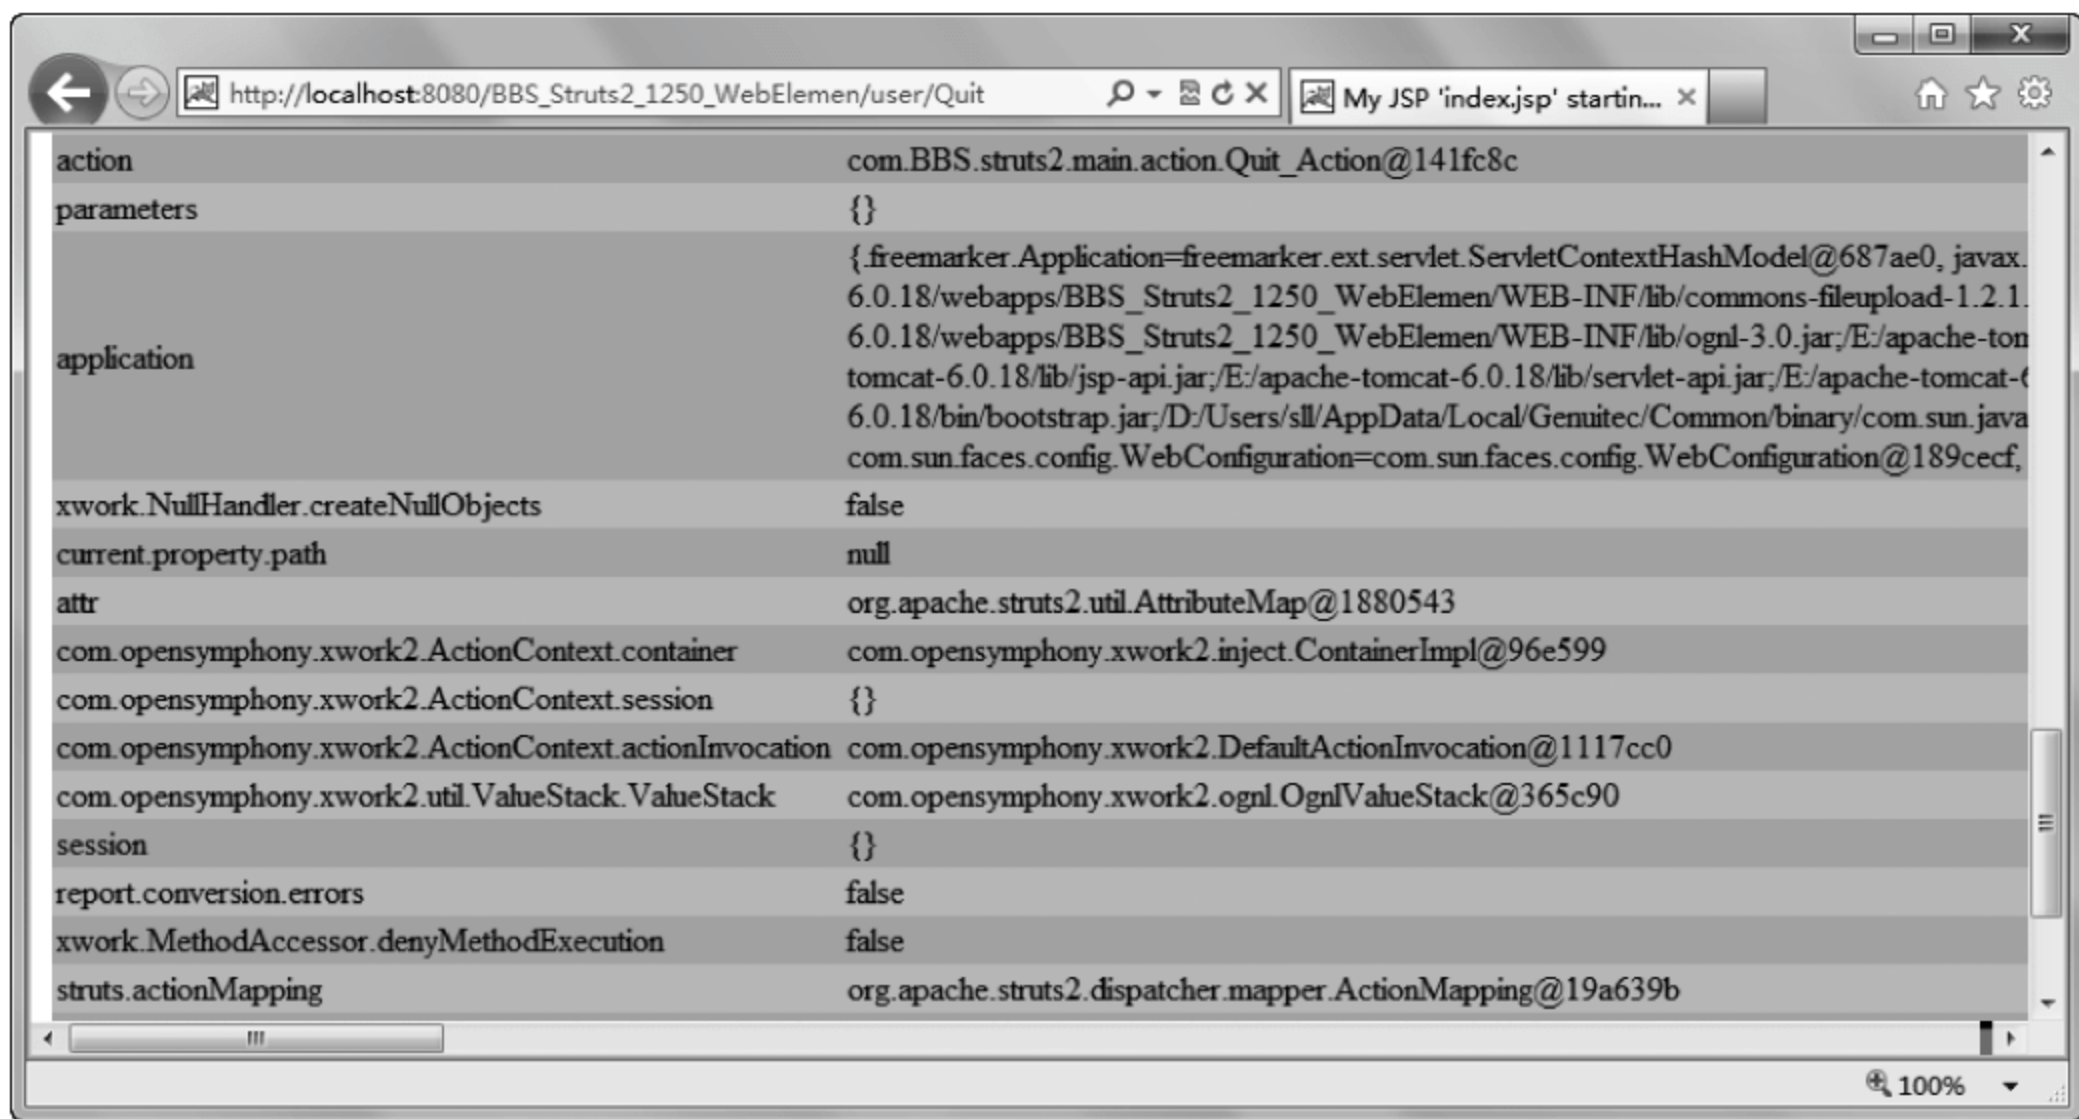 http://localhost:8080/BBS_Struts2_1250_WebElemen/user/Quit
My JSP 'index.jsp' startin...
action com.BBS.struts2.main.action.Quit_Action@141fc8c
parameters {}
{.freemarker.Application=freemarker.ext.servlet.ServletContextHashModel@687ae0, javax.
6.0.18/webapps/BBS_Struts2_1250_WebElemen/WEB-INF/lib/commons-fileupload-1.2.1.
6.0.18/webapps/BBS_Struts2_1250_WebElemen/WEB-INF/lib/ognl-3.0.jar;/E:/apache-tom
application
tomcat-6.0.18/lib/jsp-api.jar;/E:/apache-tomcat-6.0.18/lib/servlet-api.jar;/E:/apache-tomcat-6
6.0.18/bin/bootstrap.jar;/D:/Users/sll/AppData/Local/Genuitec/Common/binary/com.sun.java
com.sun.faces.config.WebConfiguration=com.sun.faces.config.WebConfiguration@189cecf,
xwork.NullHandler.createNullObjects false
current.property.path null
attr org.apache.struts2.util.AttributeMap@1880543
com.opensymphony.xwork2.ActionContext.container com.opensymphony.xwork2.inject.ContainerImpl@96e599
com.opensymphony.xwork2.ActionContext.session {}
com.opensymphony.xwork2.ActionContext.actionInvocation com.opensymphony.xwork2.DefaultActionInvocation@1117cc0
com.opensymphony.xwork2.util.ValueStack.ValueStack com.opensymphony.xwork2.ognl.OgnlValueStack@365c90
session {}
report.conversion.errors false
xwork.MethodAccessor.denyMethodExecution false
struts.actionMapping org.apache.struts2.dispatcher.mapper.ActionMapping@19a639b
100%